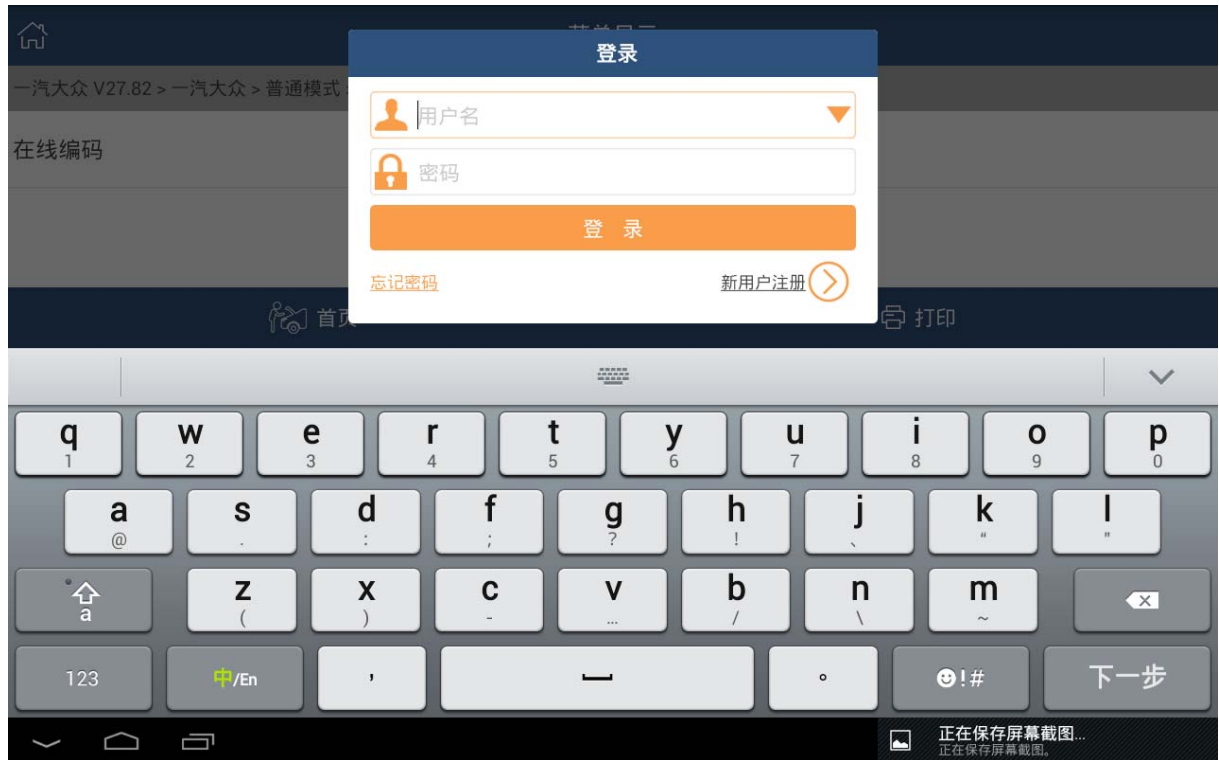 登录
一汽大众 V27.82 > 一汽大众 > 普通模式
用户名
在线编码
密码
登 录
忘记密码 新用户注册
首页 打印
q w e r t y u i o p
1 2 3 4 5 6 7 8 9 0
a s d f g h j k l
@ . : ; ? ! 、 “ ”
a z x c v b n m
( ) - ... / \ ~
123 中/En , 。 !# 下一步
正在保存屏幕截图...
正在保存屏幕截图。